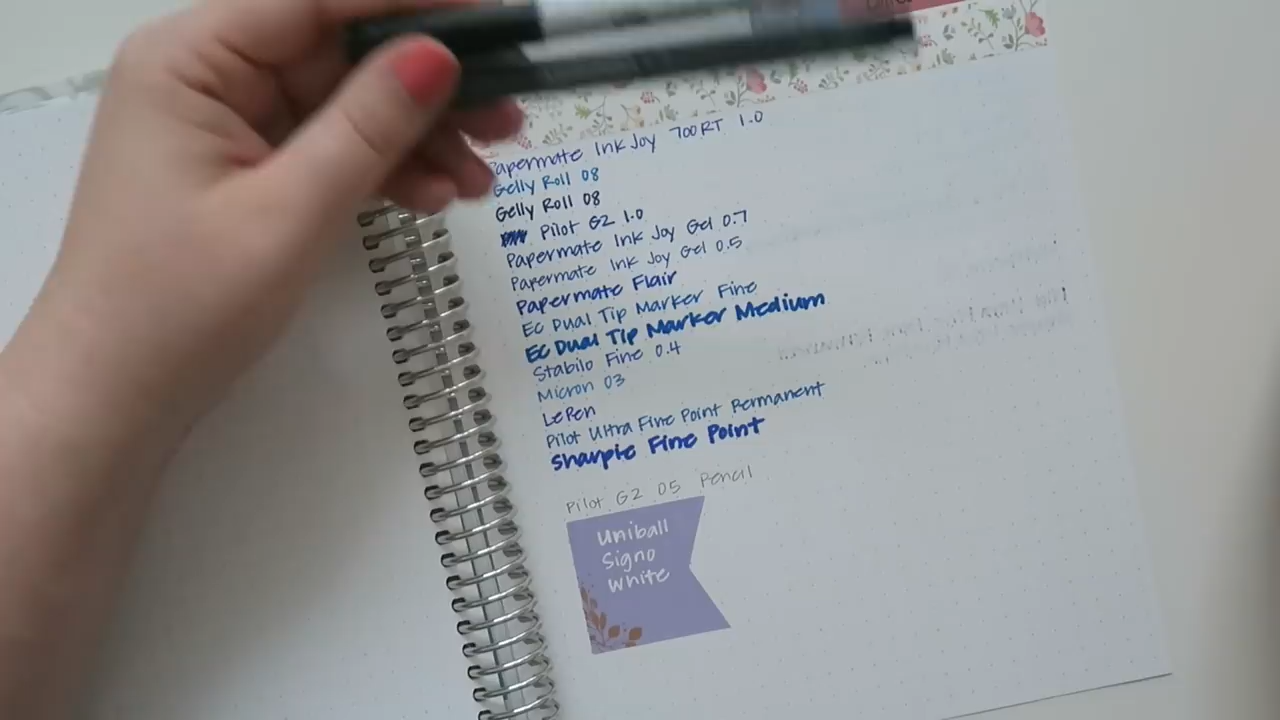 Papermate Ink Joy 700RT 1.0
Gelly Roll 08
Gelly Roll 08
Pilot G2 1.0
Papermate Ink Joy Gel 0.7
Papermate Ink Joy Gel 0.5
Papermate Flair
EC Dual Tip Marker Fine
EC Dual Tip Marker Medium
Stabilo Fine 0.4
Micron 03
LePen
Pilot Ultra Fine Point Permanent
Sharpie Fine Point
Pilot G2 05 Pencil
Uniball
Signo
White